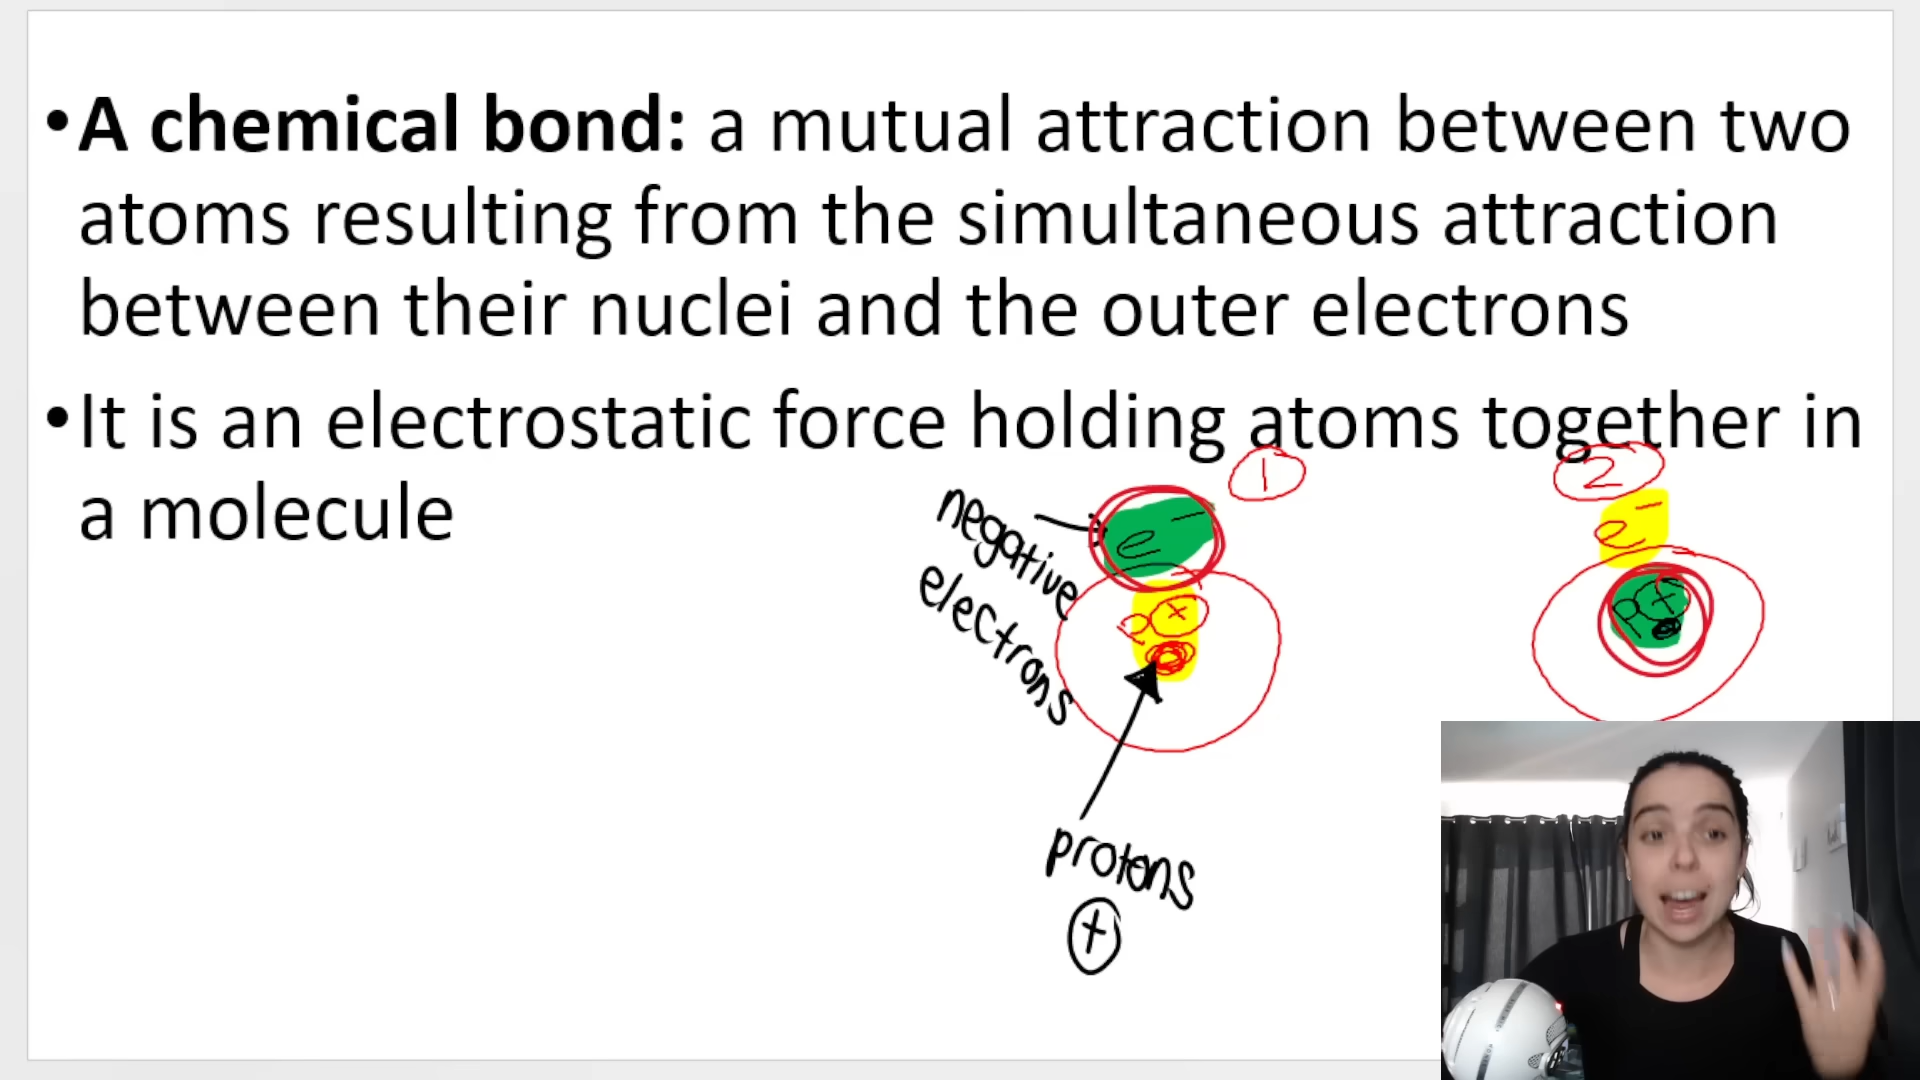 •A chemical bond: a mutual attraction between two
atoms resulting from the simultaneous attraction
between their nuclei and the outer electrons
•It is an electrostatic force holding atoms together in
a molecule
1
2
negative
electrons
e-
e-
p+
p+
protons
+